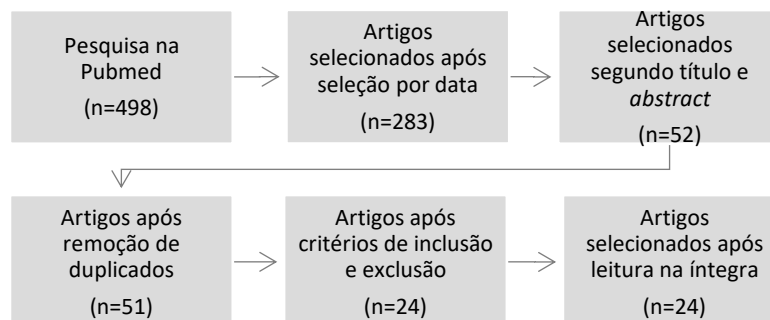 Pesquisa na
Pubmed
(n=498)
Artigos
selecionados após
seleção por data
(n=283)
Artigos
selecionados
segundo título e
abstract
(n=52)
Artigos após
remoção de
duplicados
(n=51)
Artigos após
critérios de inclusão
e exclusão
(n=24)
Artigos
selecionados após
leitura na íntegra
(n=24)